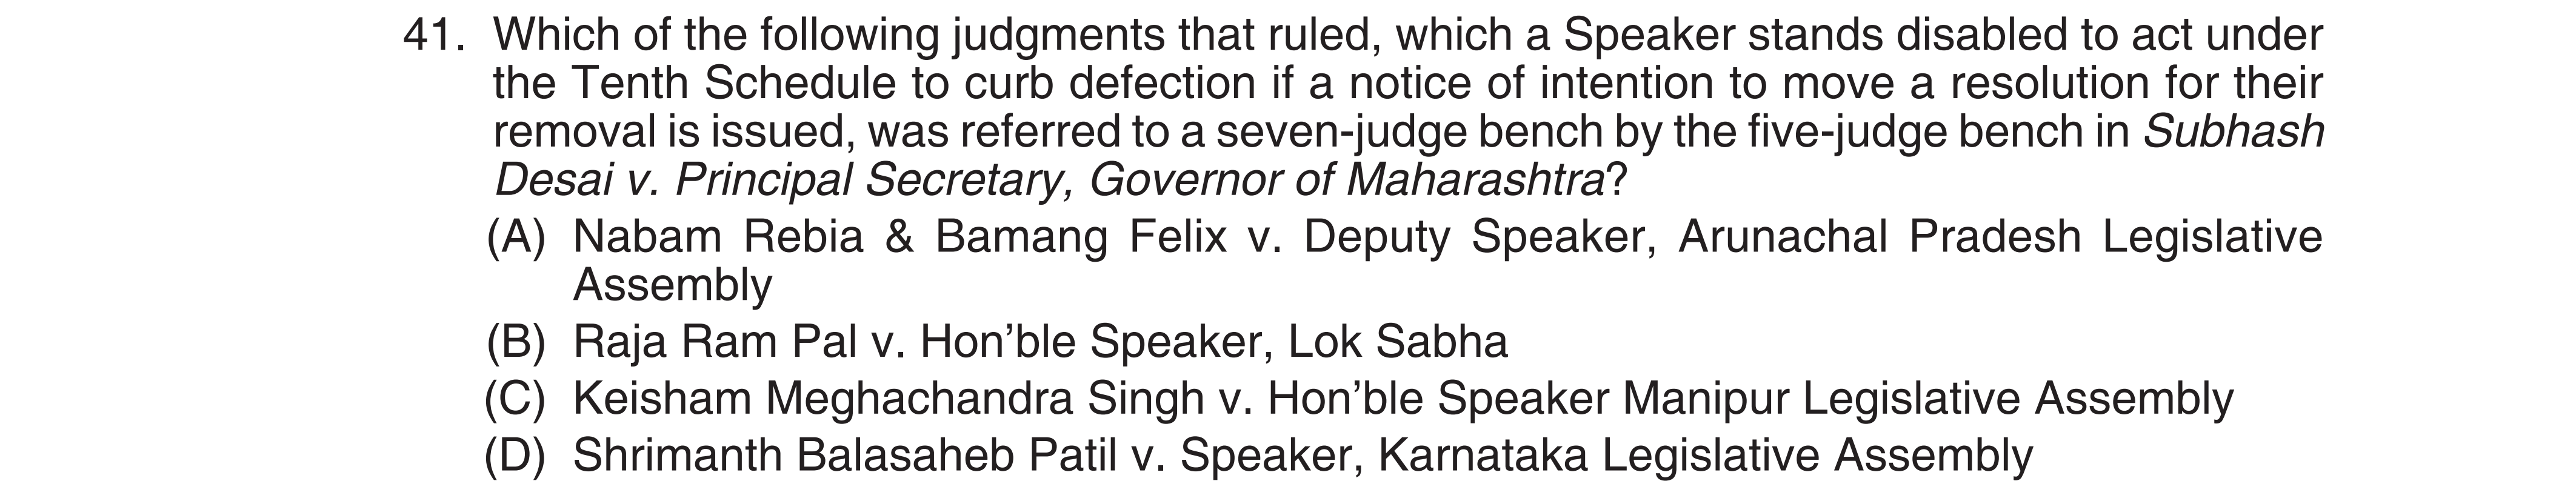 41. Which of the following judgments that ruled, which a Speaker stands disabled to act under
the Tenth Schedule to curb defection if a notice of intention to move a resolution for their
removal is issued, was referred to a seven-judge bench by the five-judge bench in Subhash
Desai v. Principal Secretary, Governor of Maharashtra?
(A) Nabam Rebia & Bamang Felix v. Deputy Speaker, Arunachal Pradesh Legislative
Assembly
(B) Raja Ram Pal v. Hon’ble Speaker, Lok Sabha
(C) Keisham Meghachandra Singh v. Hon’ble Speaker Manipur Legislative Assembly
(D) Shrimanth Balasaheb Patil v. Speaker, Karnataka Legislative Assembly